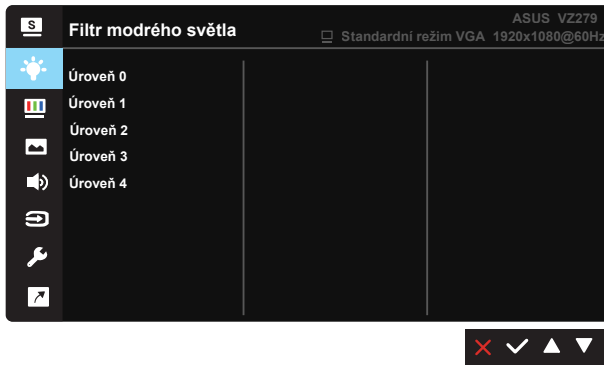 S
ASUS VZ279
Filtr modrého světla
Standardní režim VGA 1920x1080@60Hz
Úroveň 0
Úroveň 1
Úroveň 2
Úroveň 3
Úroveň 4